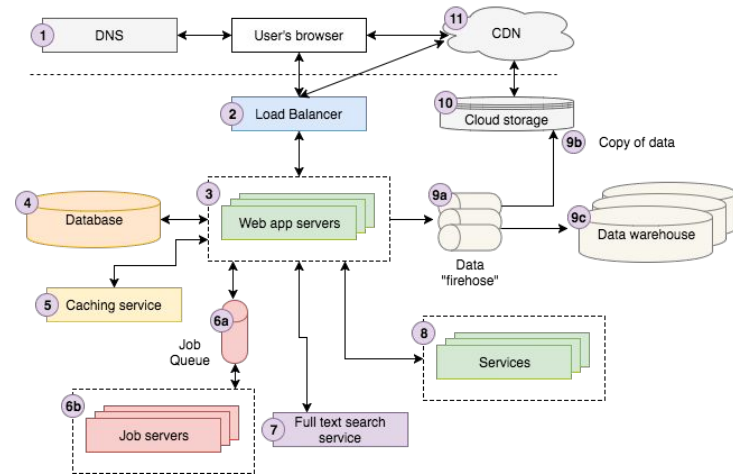 1
DNS
User's browser
11
CDN
2
Load Balancer
10
Cloud storage
9b
Copy of data
3
Web app servers
4
Database
9a
Data
"firehose"
9c
Data warehouse
5
Caching service
6a
Job
Queue
8
Services
6b
Job servers
7
Full text search
service